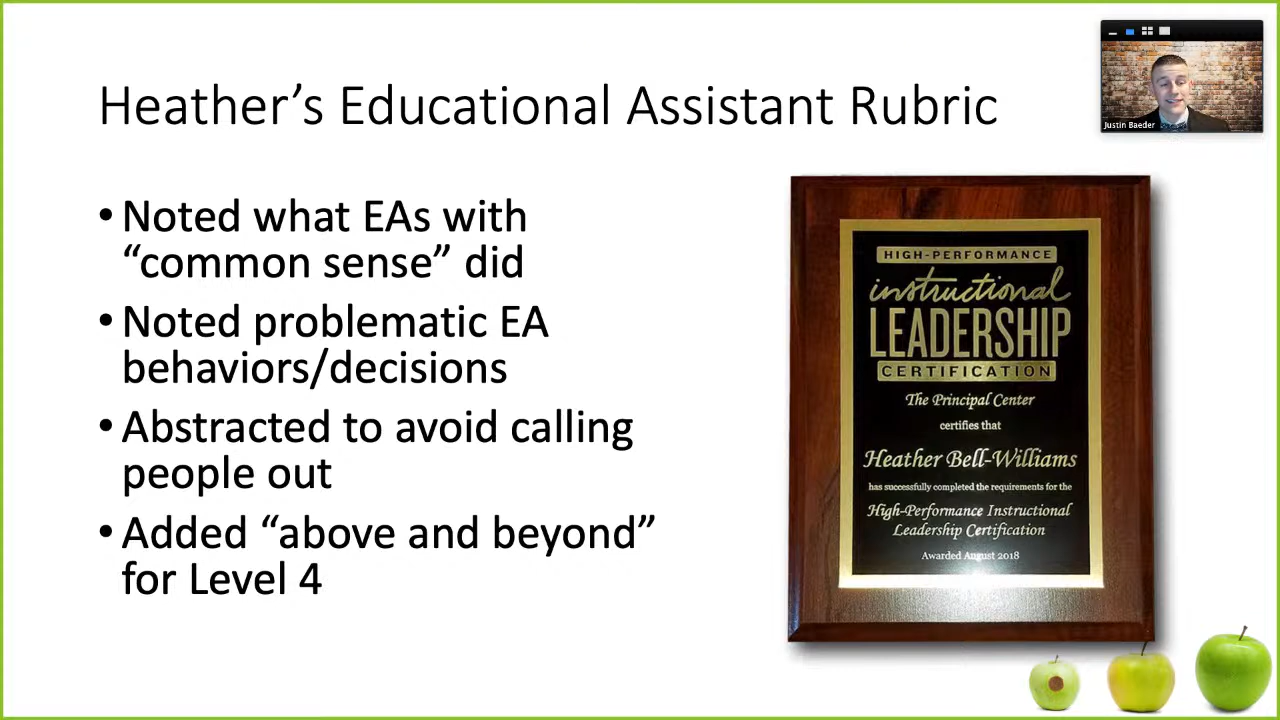 Heather’s Educational Assistant Rubric
Justin Baeder
• Noted what EAs with
“common sense” did
• Noted problematic EA
behaviors/decisions
• Abstracted to avoid calling
people out
• Added “above and beyond”
for Level 4
HIGH-PERFORMANCE
instructional
LEADERSHIP
CERTIFICATION
The Principal Center
certifies that
Heather Bell-Williams
has successfully completed the requirements for the
High-Performance Instructional
Leadership Certification
Awarded August 2018